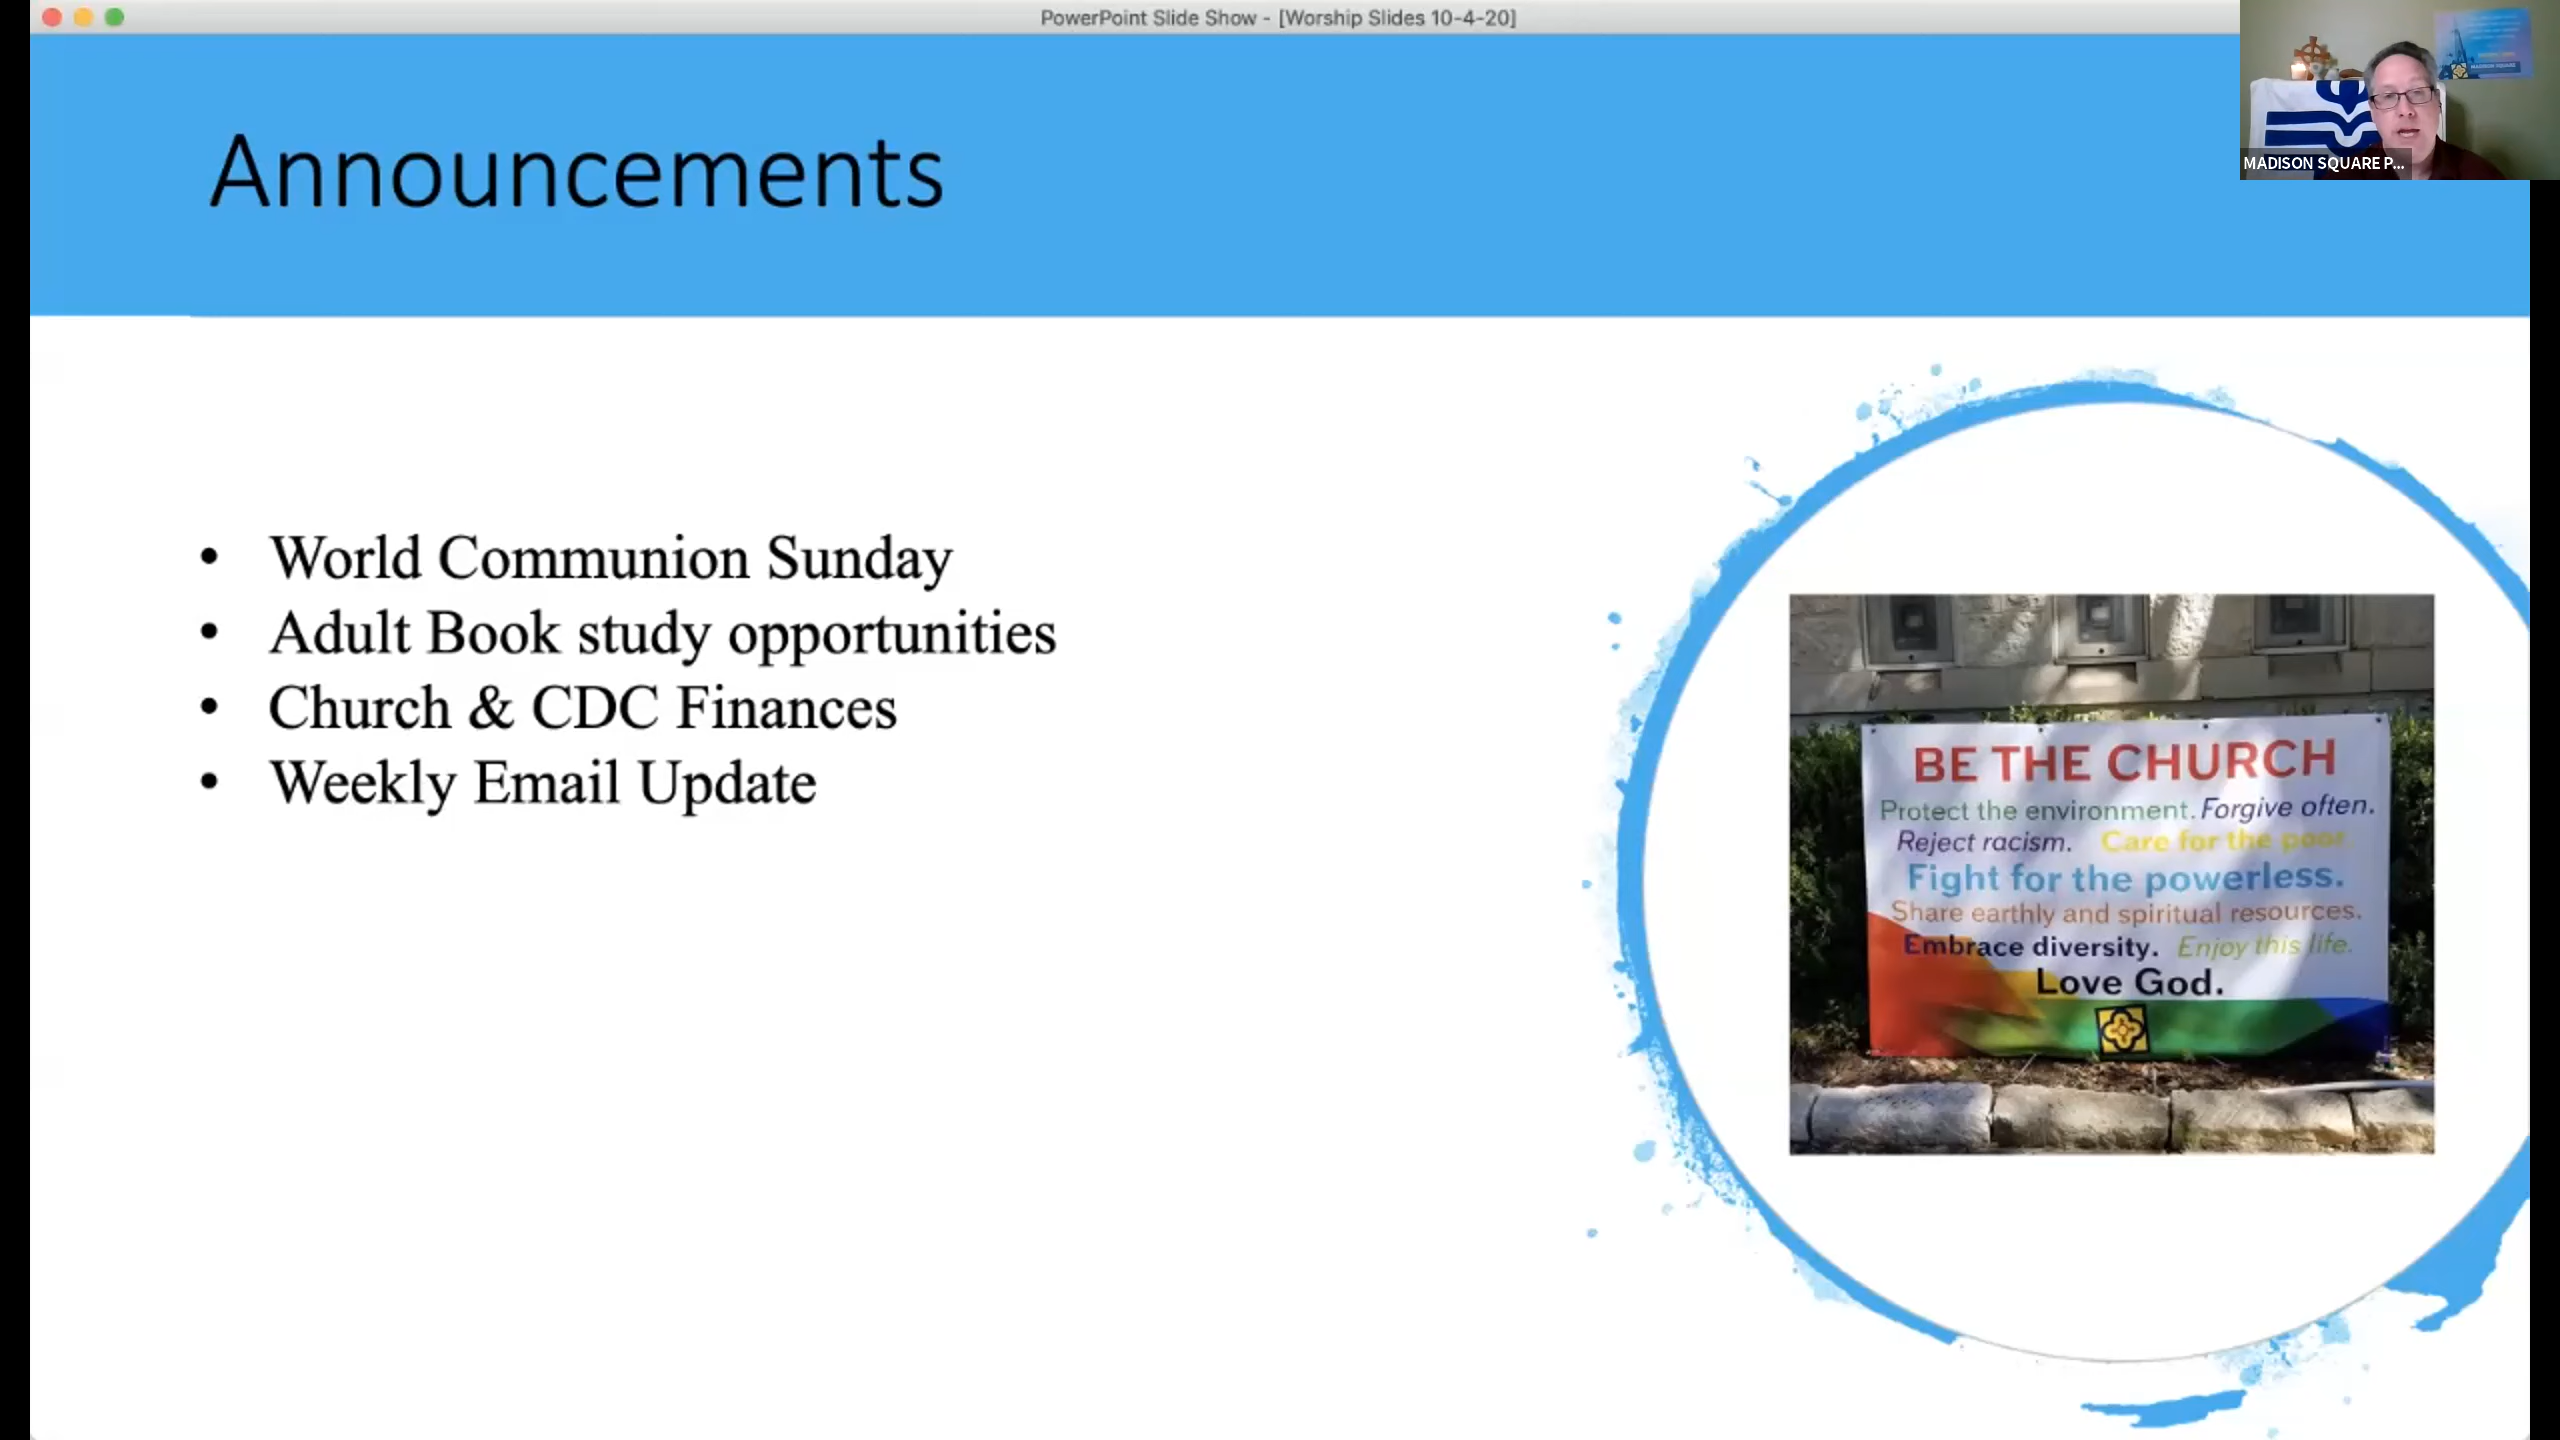 PowerPoint Slide Show - [Worship Slides 10-4-20]
MADISON SQUARE
MADISON SQUARE P...
Announcements
• World Communion Sunday
• Adult Book study opportunities
• Church & CDC Finances
• Weekly Email Update
BE THE CHURCH
Protect the environment. Forgive often.
Reject racism. Care for the poor.
Fight for the powerless.
Share earthly and spiritual resources.
Embrace diversity. Enjoy this life.
Love God.